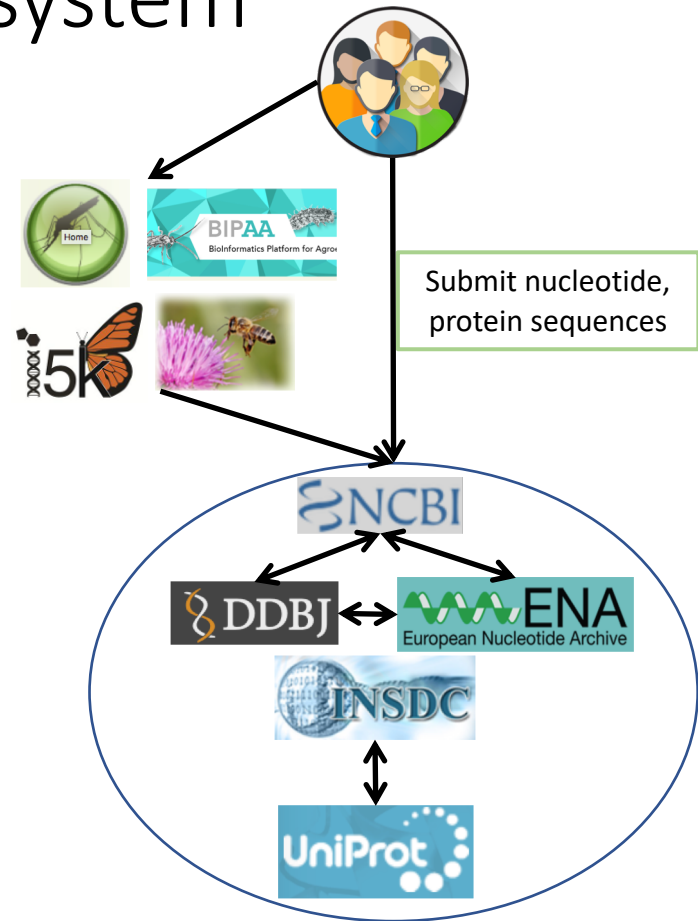 system
Home
BIPAA
BioInformatics Platform for Agroe
i5k
Submit nucleotide,
protein sequences
NCBI
DDBJ
ENA
European Nucleotide Archive
INSDC
UniProt